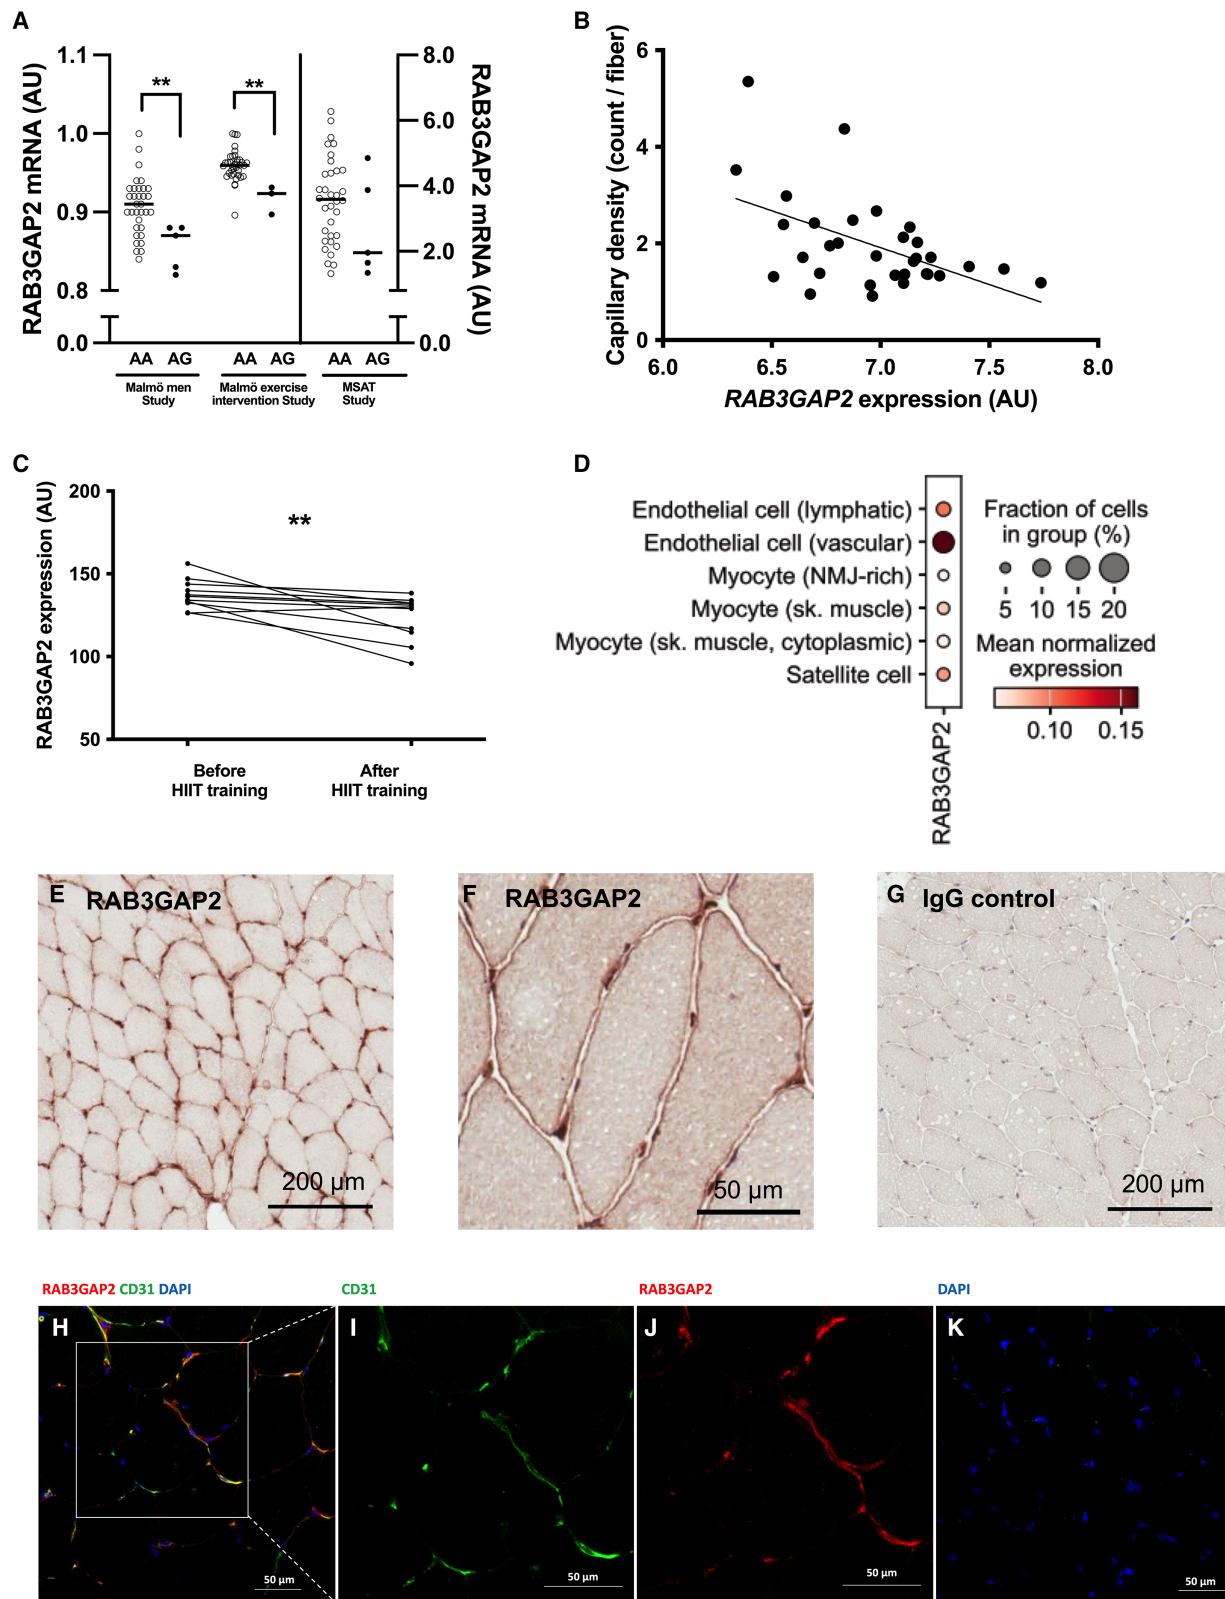 A
RAB3GAP2 mRNA (AU)
1.1
1.0
0.9
0.8
0.0
**
**
8.0
6.0
4.0
2.0
0.0
RAB3GAP2 mRNA (AU)
AA AG
AA AG
AA AG
Malmö men
Study
Malmö exercise
intervention Study
MSAT
Study
B
Capillary density (count / fiber)
6
4
2
0
6.0 6.5 7.0 7.5 8.0
RAB3GAP2 expression (AU)
C
RAB3GAP2 expression (AU)
200
150
100
50
**
Before
HIIT training
After
HIIT training
D
Endothelial cell (lymphatic)
Endothelial cell (vascular)
Myocyte (NMJ-rich)
Myocyte (sk. muscle)
Myocyte (sk. muscle, cytoplasmic)
Satellite cell
RAB3GAP2
Fraction of cells
in group (%)
5 10 15 20
Mean normalized
expression
0.10 0.15
E RAB3GAP2
200 µm
F RAB3GAP2
50 µm
G IgG control
200 µm
RAB3GAP2 CD31 DAPI
H
50 µm
CD31
I
50 µm
RAB3GAP2
J
50 µm
DAPI
K
50 µm